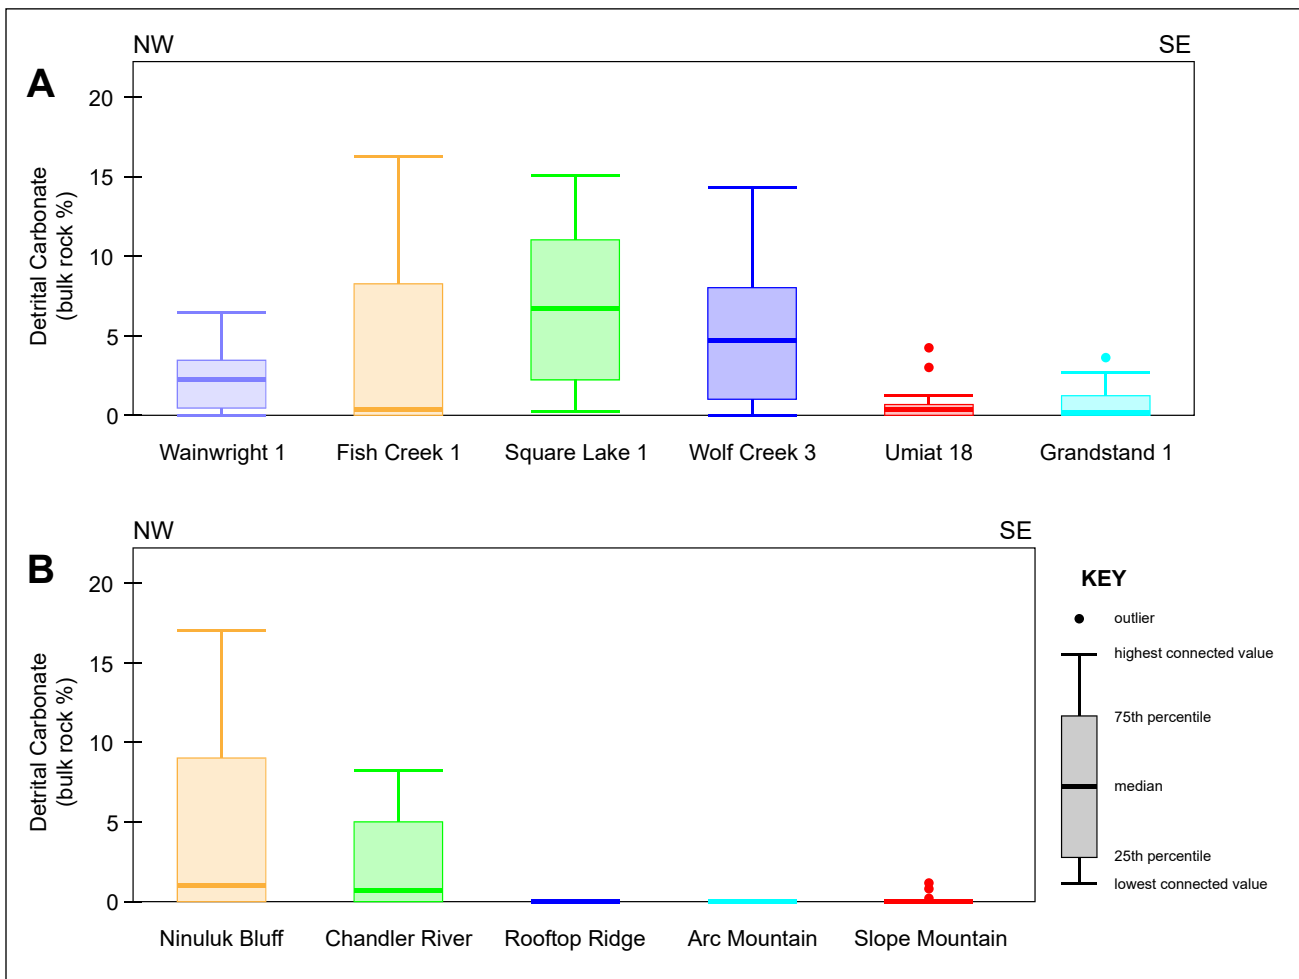 NW SE
A
20
15
10
5
0
Detrital Carbonate
(bulk rock %)
Wainwright 1 Fish Creek 1 Square Lake 1 Wolf Creek 3 Umiat 18 Grandstand 1
NW SE
B
20
15
10
5
0
Detrital Carbonate
(bulk rock %)
Ninuluk Bluff Chandler River Rooftop Ridge Arc Mountain Slope Mountain
KEY
outlier
highest connected value
75th percentile
median
25th percentile
lowest connected value